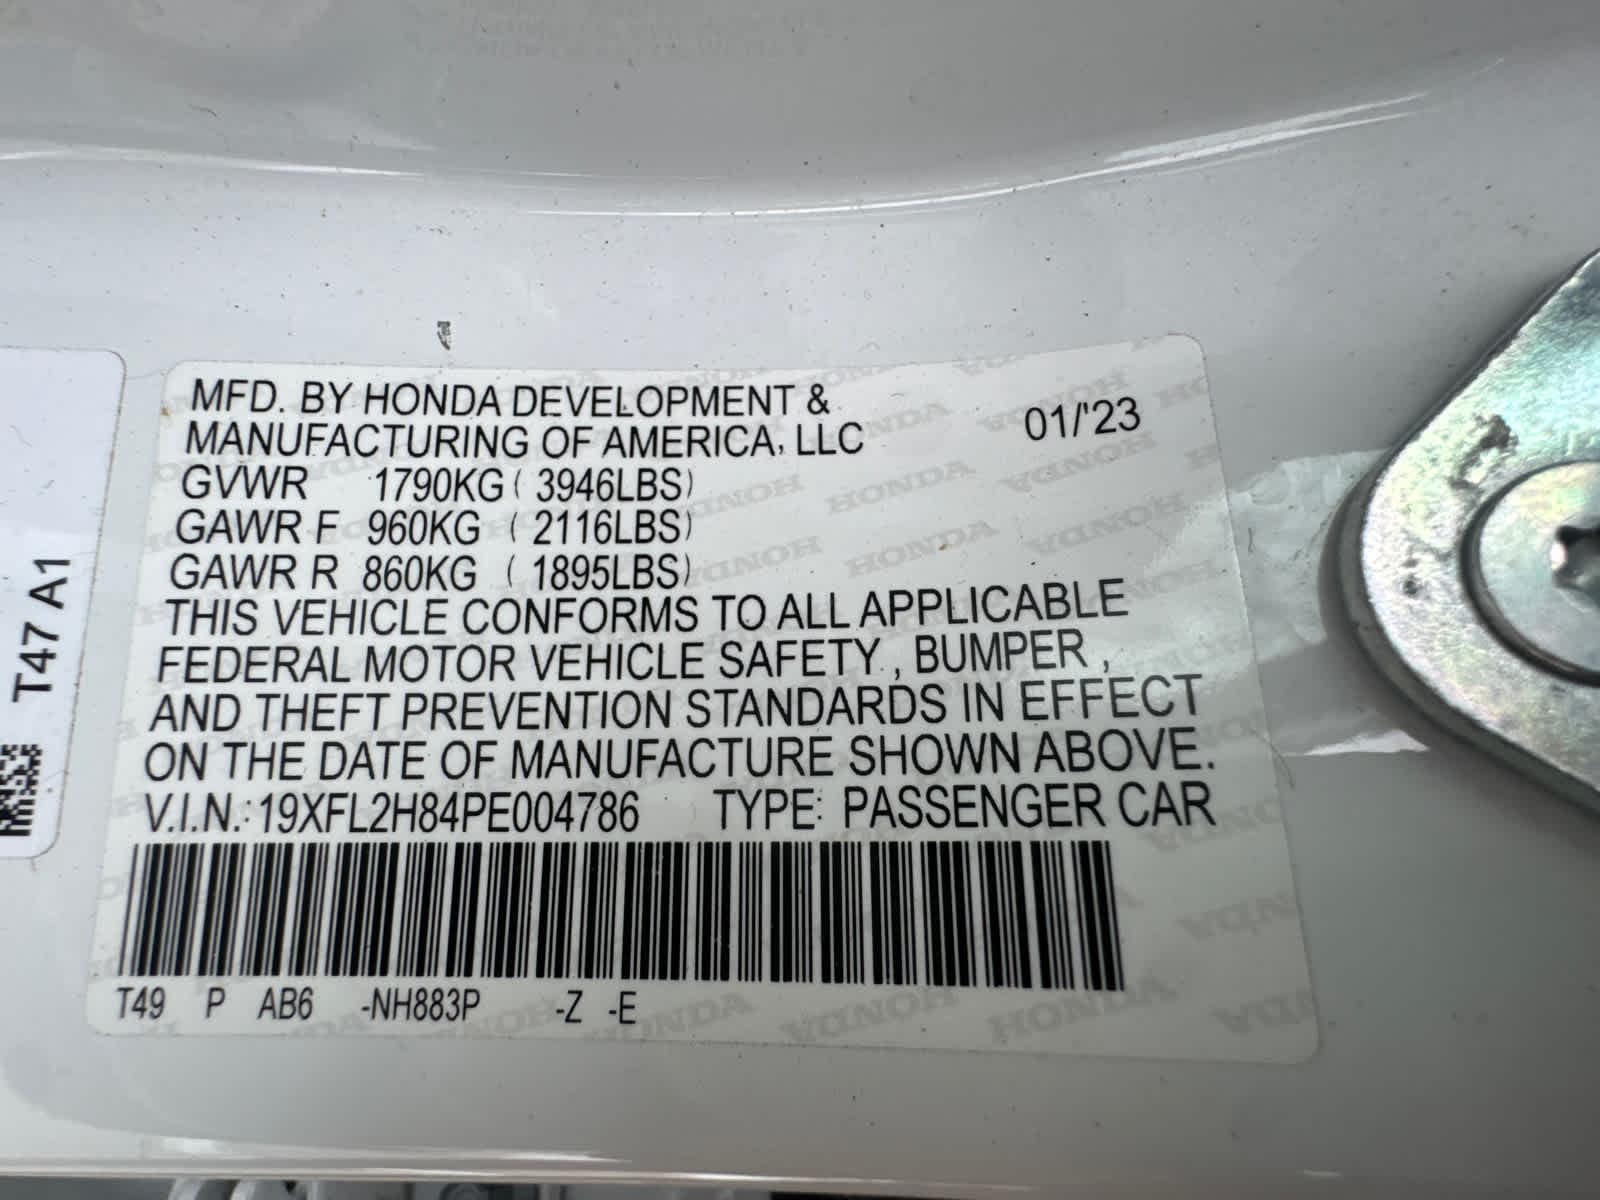 MFD. BY HONDA DEVELOPMENT &
MANUFACTURING OF AMERICA, LLC 01/'23
GVWR 1790KG ( 3946LBS)
GAWR F 960KG ( 2116LBS)
GAWR R 860KG ( 1895LBS)
THIS VEHICLE CONFORMS TO ALL APPLICABLE
FEDERAL MOTOR VEHICLE SAFETY , BUMPER ,
AND THEFT PREVENTION STANDARDS IN EFFECT
ON THE DATE OF MANUFACTURE SHOWN ABOVE.
V.I.N.: 19XFL2H84PE004786 TYPE: PASSENGER CAR
T49 P AB6 -NH883P -Z -E
T47 A1